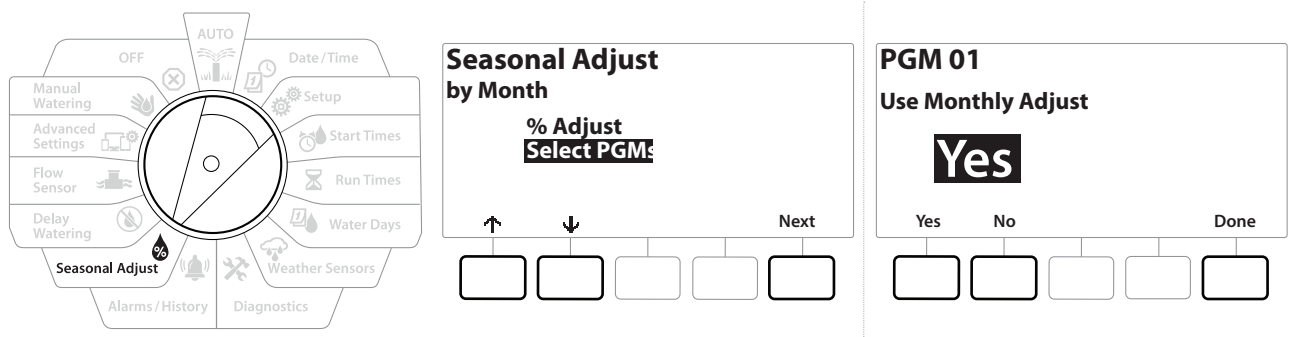 AUTO
OFF
Date / Time
Manual
Watering
Setup
Advanced
Settings
Start Times
Flow
Sensor
Run Times
Delay
Watering
Water Days
%
Seasonal Adjust
Weather Sensors
Alarms / History
Diagnostics
Seasonal Adjust
by Month
% Adjust
Select PGMs
Next
PGM 01
Use Monthly Adjust
Yes
Yes No Done